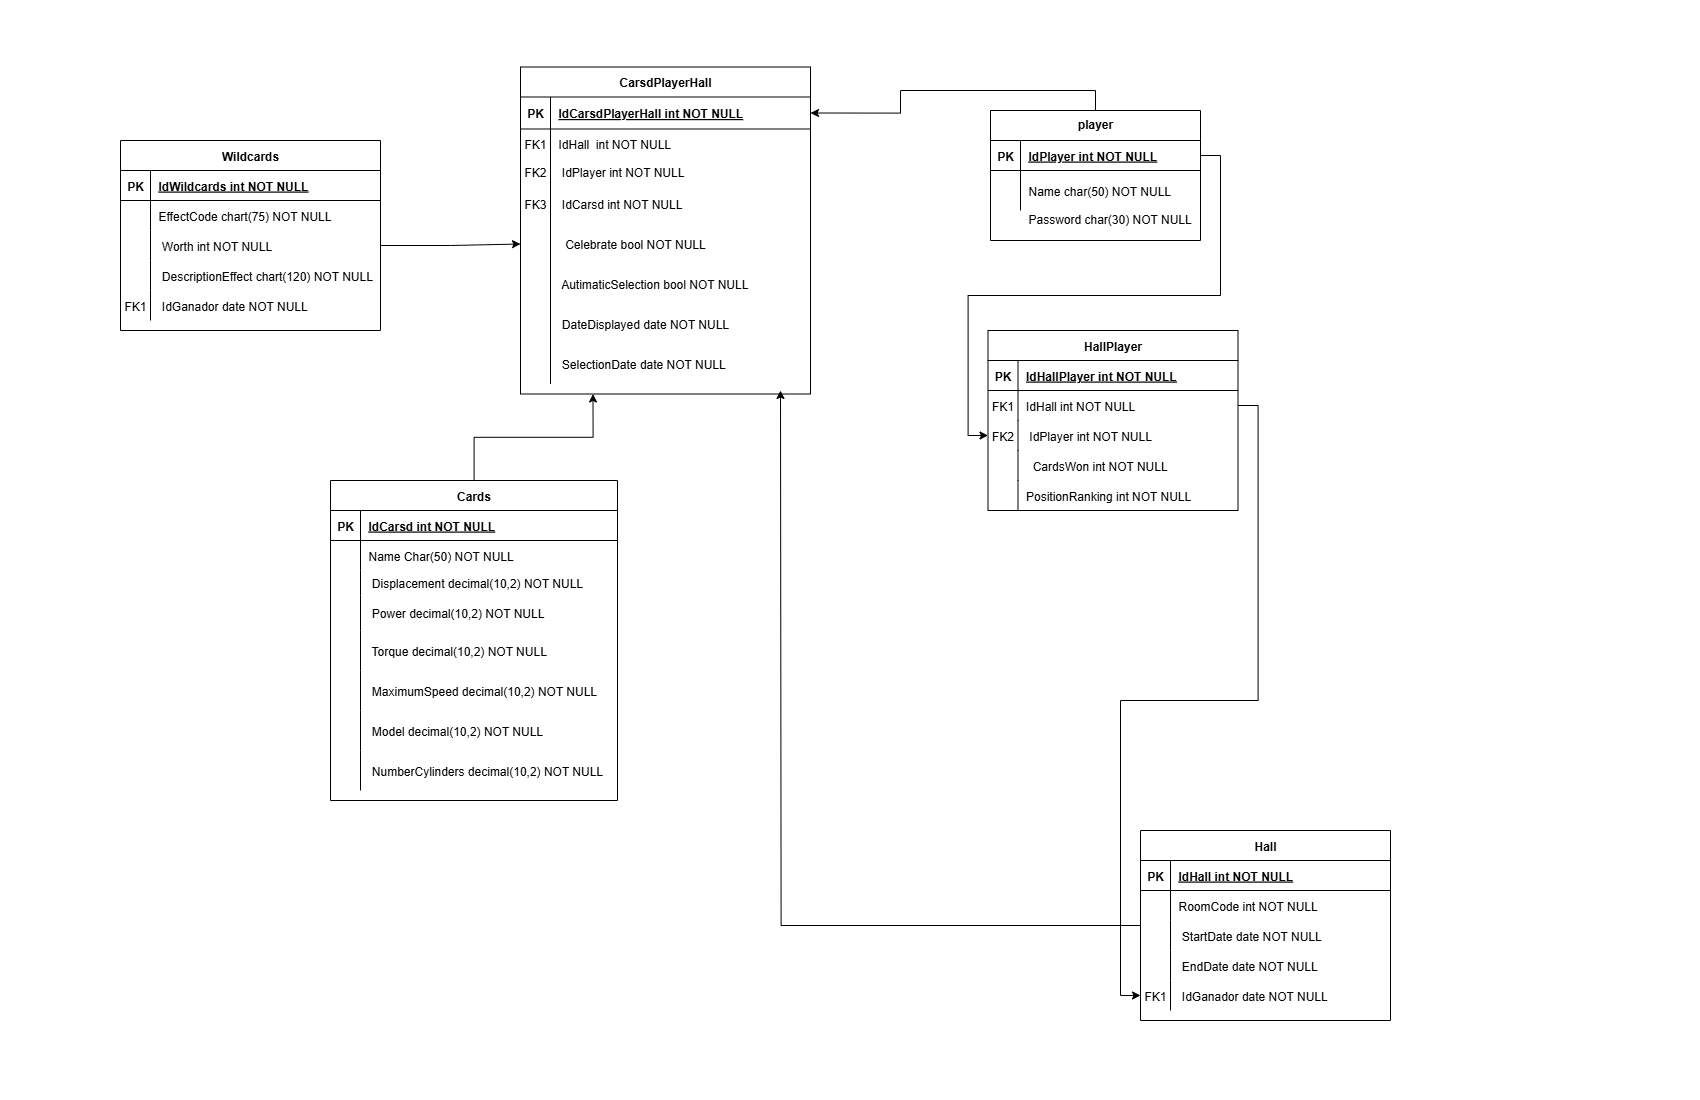 CarsdPlayerHall
PK IdCarsdPlayerHall int NOT NULL
FK1 IdHall int NOT NULL
FK2 IdPlayer int NOT NULL
FK3 IdCarsd int NOT NULL
Celebrate bool NOT NULL
AutimaticSelection bool NOT NULL
DateDisplayed date NOT NULL
SelectionDate date NOT NULL
player
PK IdPlayer int NOT NULL
Name char(50) NOT NULL
Password char(30) NOT NULL
Wildcards
PK IdWildcards int NOT NULL
EffectCode chart(75) NOT NULL
Worth int NOT NULL
DescriptionEffect chart(120) NOT NULL
FK1 IdGanador date NOT NULL
HallPlayer
PK IdHallPlayer int NOT NULL
FK1 IdHall int NOT NULL
FK2 IdPlayer int NOT NULL
CardsWon int NOT NULL
PositionRanking int NOT NULL
Cards
PK IdCarsd int NOT NULL
Name Char(50) NOT NULL
Displacement decimal(10,2) NOT NULL
Power decimal(10,2) NOT NULL
Torque decimal(10,2) NOT NULL
MaximumSpeed decimal(10,2) NOT NULL
Model decimal(10,2) NOT NULL
NumberCylinders decimal(10,2) NOT NULL
Hall
PK IdHall int NOT NULL
RoomCode int NOT NULL
StartDate date NOT NULL
EndDate date NOT NULL
FK1 IdGanador date NOT NULL